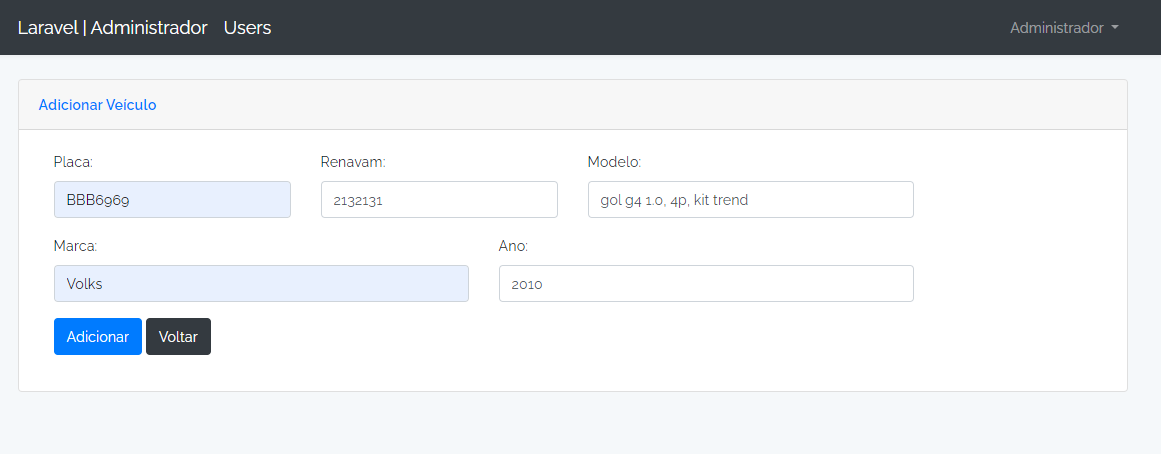 Laravel | Administrador Users Administrador
Adicionar Veículo
Placa: Renavam: Modelo:
BBB6969 2132131 gol g4 1.0, 4p, kit trend
Marca: Ano:
Volks 2010
Adicionar Voltar